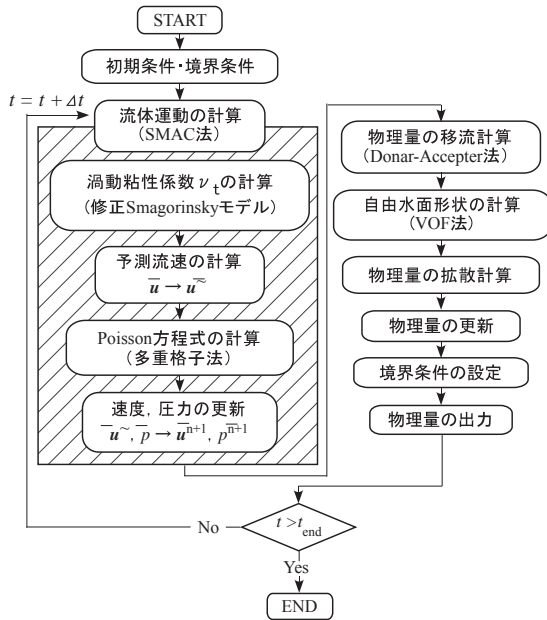 START
初期条件・境界条件
t = t + Δt
流体運動の計算
(SMAC法)
渦動粘性係数 νtの計算
(修正Smagorinskyモデル)
予測流速の計算
u̅ → u̅~
Poisson方程式の計算
(多重格子法)
速度, 圧力の更新
u̅~, p̅ → u̅n+1, p̅n+1
物理量の移流計算
(Donar-Accepter法)
自由水面形状の計算
(VOF法)
物理量の拡散計算
物理量の更新
境界条件の設定
物理量の出力
No
t >tend
Yes
END